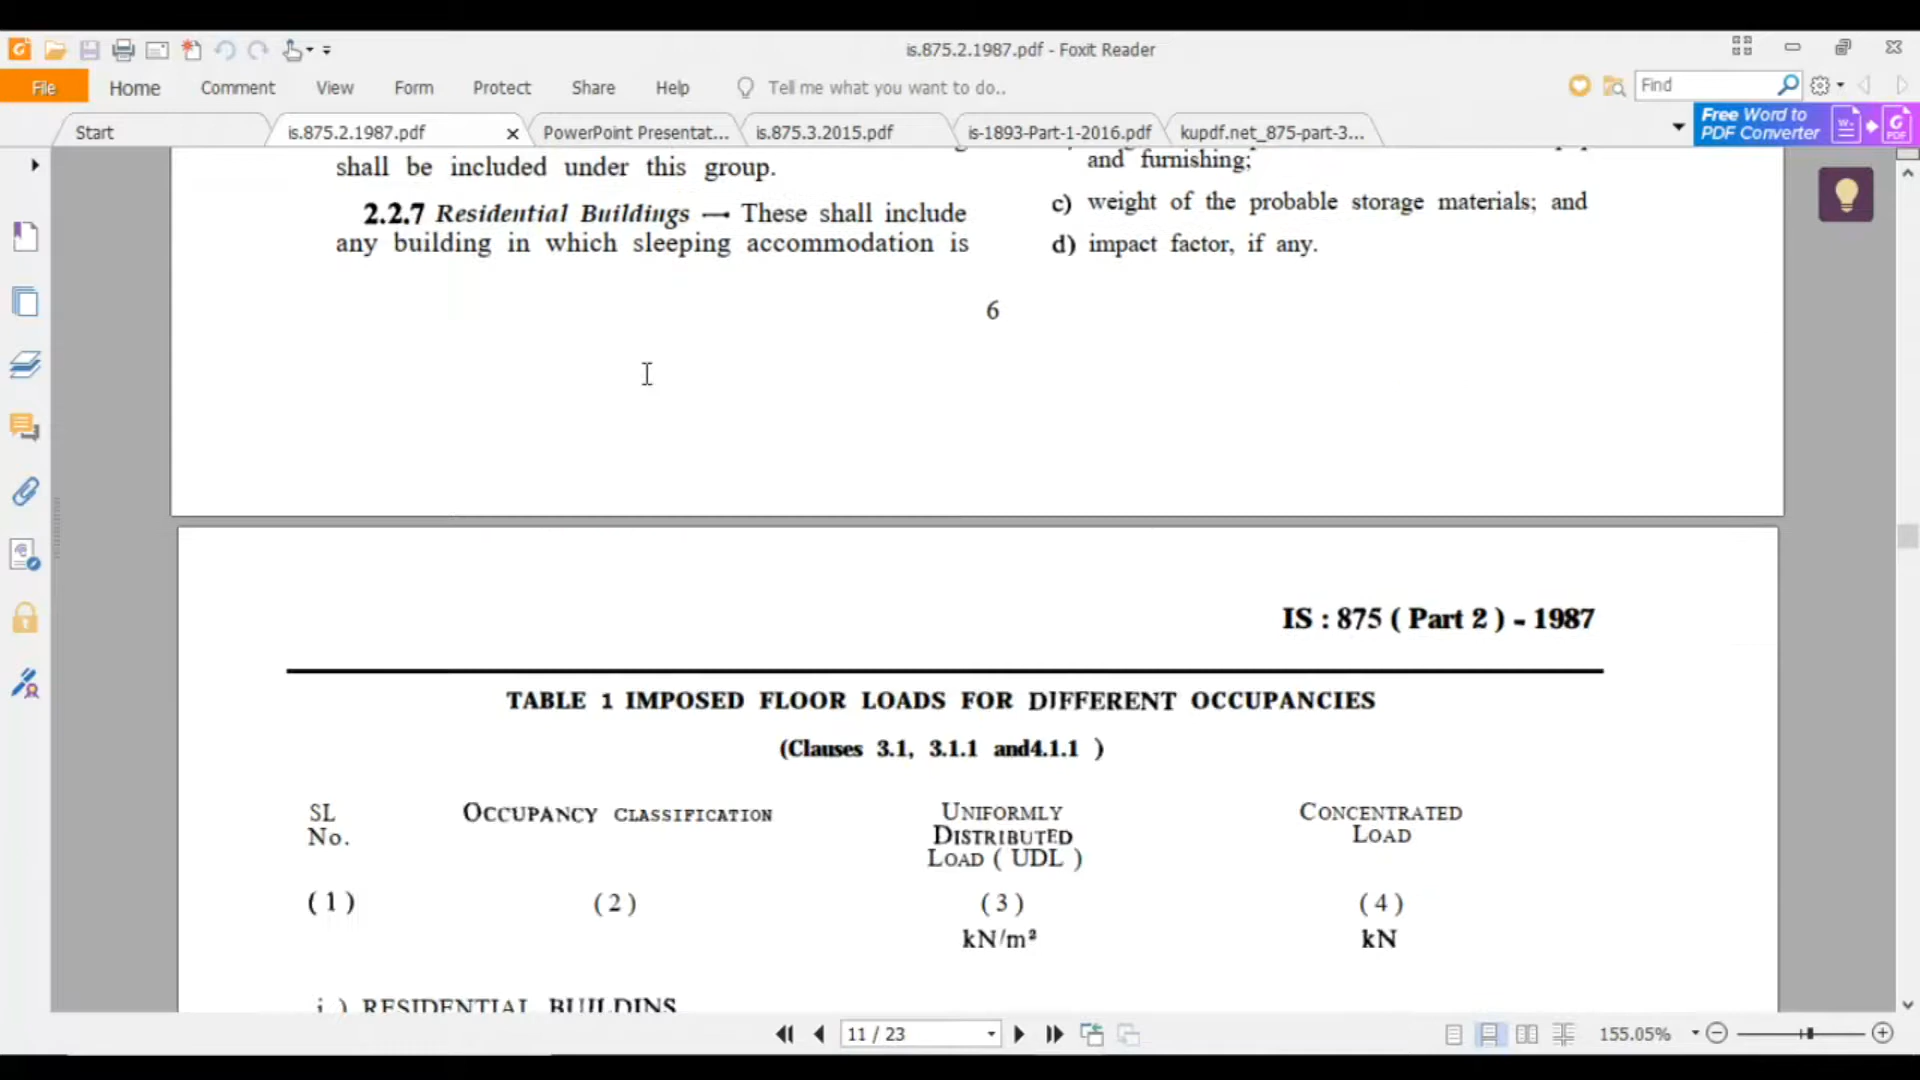 is.875.2.1987.pdf - Foxit Reader
File Home Comment View Form Protect Share Help Tell me what you want to do.. Find
Start is.875.2.1987.pdf PowerPoint Presentat... is.875.3.2015.pdf is-1893-Part-1-2016.pdf kupdf.net_875-part-3...
Free Word to
PDF Converter
shall be included under this group.
2.2.7 Residential Buildings — These shall include
any building in which sleeping accommodation is
and furnishing;
c) weight of the probable storage materials; and
d) impact factor, if any.
6
IS : 875 ( Part 2 ) - 1987
TABLE 1 IMPOSED FLOOR LOADS FOR DIFFERENT OCCUPANCIES
(Clauses 3.1, 3.1.1 and4.1.1 )
SL
No.
OCCUPANCY CLASSIFICATION
UNIFORMLY
DISTRIBUTED
LOAD ( UDL )
CONCENTRATED
LOAD
( 1 ) ( 2 ) ( 3 ) ( 4 )
kN/m² kN
i ) RESIDENTIAL BUILDINS
11 / 23
155.05%